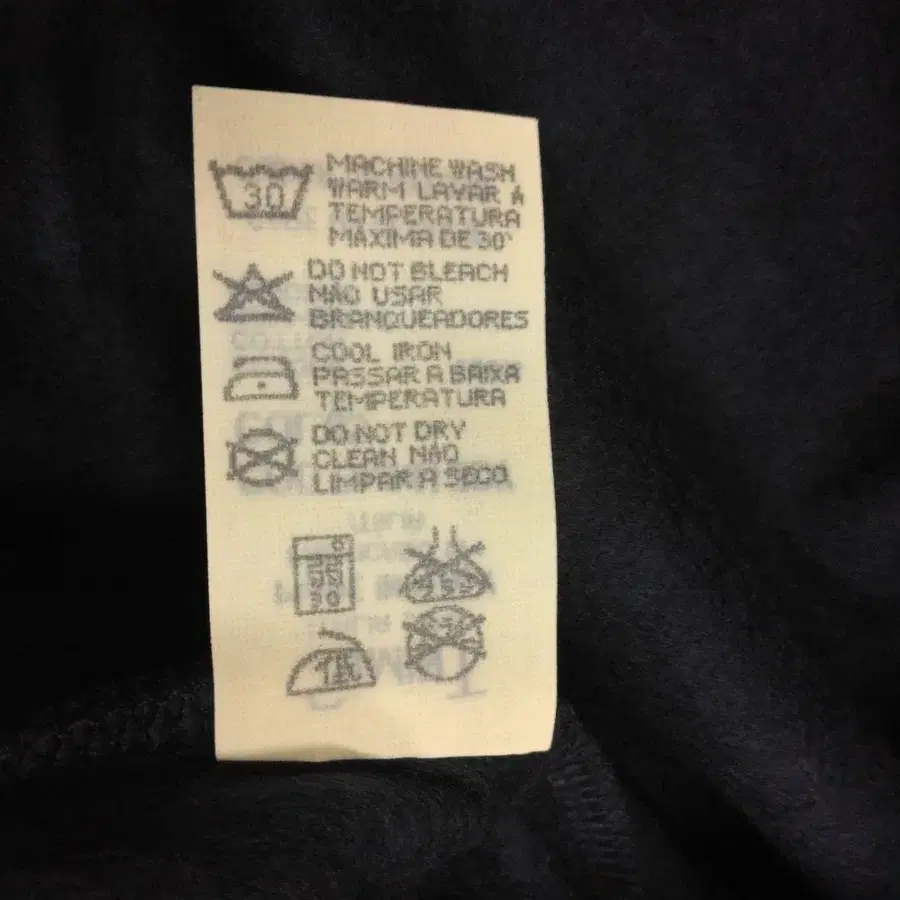 30
MACHINE WASH
WARM LAVAR A
TEMPERATURA
MÁXIMA DE 30°
DO NOT BLEACH
NÃO USAR
BRANQUEADORES
COOL IRON
PASSAR A BAIXA
TEMPERATURA
DO NOT DRY
CLEAN NÃO
LIMPAR A SECO